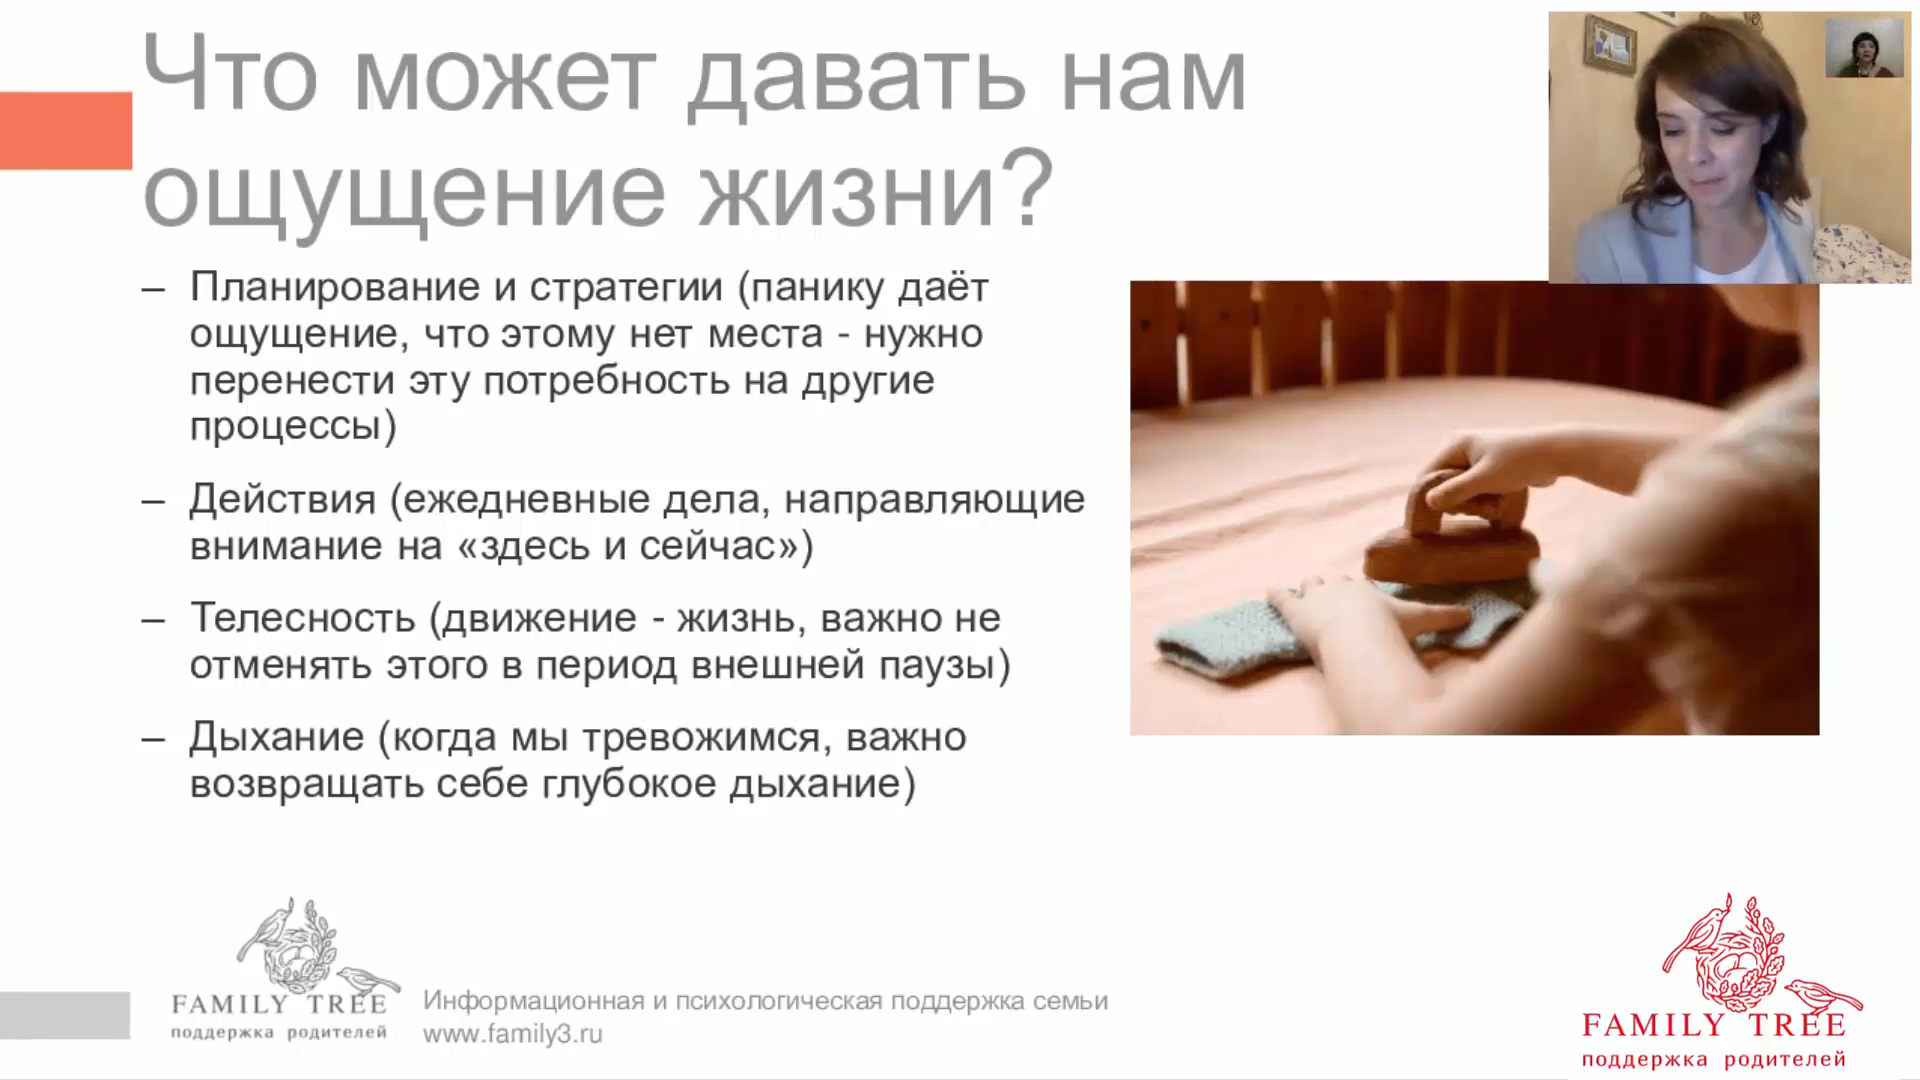 Что может давать нам
ощущение жизни?
– Планирование и стратегии (панику даёт
ощущение, что этому нет места - нужно
перенести эту потребность на другие
процессы)
– Действия (ежедневные дела, направляющие
внимание на «здесь и сейчас»)
– Телесность (движение - жизнь, важно не
отменять этого в период внешней паузы)
– Дыхание (когда мы тревожимся, важно
возвращать себе глубокое дыхание)
FAMILY TREE
поддержка родителей
Информационная и психологическая поддержка семьи
www.family3.ru
FAMILY TREE
поддержка родителей